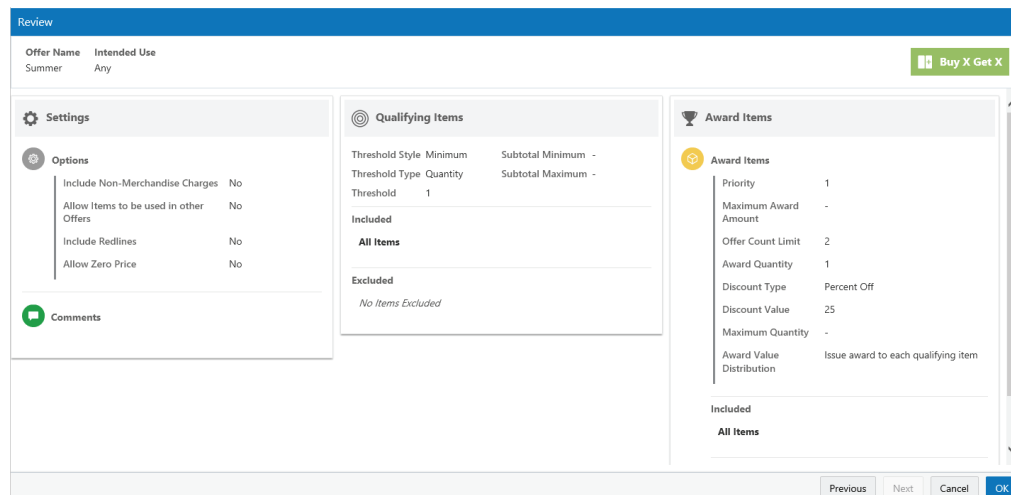 Review
Offer Name Intended Use
Summer Any
Buy X Get X
Settings
Options
Include Non-Merchandise Charges No
Allow Items to be used in other No
Offers
Include Redlines No
Allow Zero Price No
Comments
Qualifying Items
Threshold Style Minimum Subtotal Minimum -
Threshold Type Quantity Subtotal Maximum -
Threshold 1
Included
All Items
Excluded
No Items Excluded
Award Items
Award Items
Priority 1
Maximum Award -
Amount
Offer Count Limit 2
Award Quantity 1
Discount Type Percent Off
Discount Value 25
Maximum Quantity -
Award Value Issue award to each qualifying item
Distribution
Included
All Items
Previous Next Cancel OK